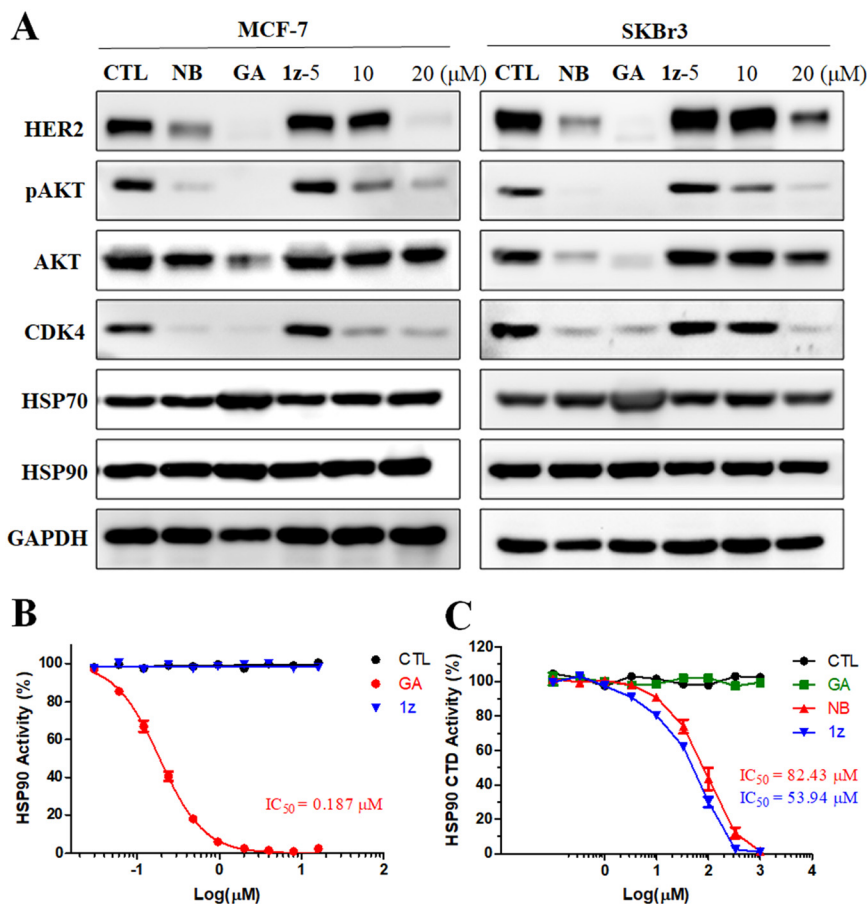 A
MCF-7
SKBr3
CTL NB GA 1z-5 10 20 (μM)
CTL NB GA 1z-5 10 20 (μM)
HER2
pAKT
AKT
CDK4
HSP70
HSP90
GAPDH
B
HSP90 Activity (%)
100
80
60
40
20
0
-1 0 1 2
Log(μM)
CTL
GA
1z
IC50 = 0.187 μM
C
HSP90 CTD Activity (%)
120
100
80
60
40
20
0
0 1 2 3 4
Log(μM)
CTL
GA
NB
1z
IC50 = 82.43 μM
IC50 = 53.94 μM